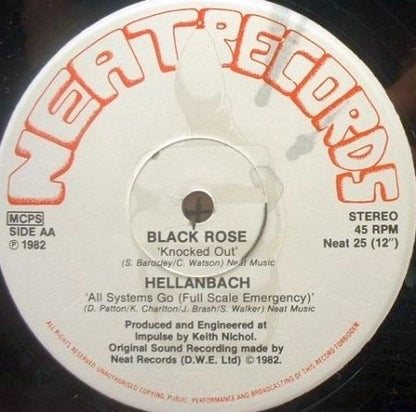 NEAT RECORDS
MCPS
SIDE AA
Ⓟ 1982
STEREO
45 RPM
Neat 25 (12")
BLACK ROSE
'Knocked Out'
(S. Bardsley/C. Watson) Neat Music
HELLANBACH
'All Systems Go (Full Scale Emergency)'
(D. Patton/K. Charlton/J. Brash/S. Walker) Neat Music
Produced and Engineered at
Impulse by Keith Nichol.
Original Sound Recording made by
Neat Records (D.W.E. Ltd) © 1982.
ALL RIGHTS RESERVED UNAUTHORISED COPYING, PUBLIC, PERFORMANCE AND BROADCASTING OF THIS RECORD FORBIDDEN